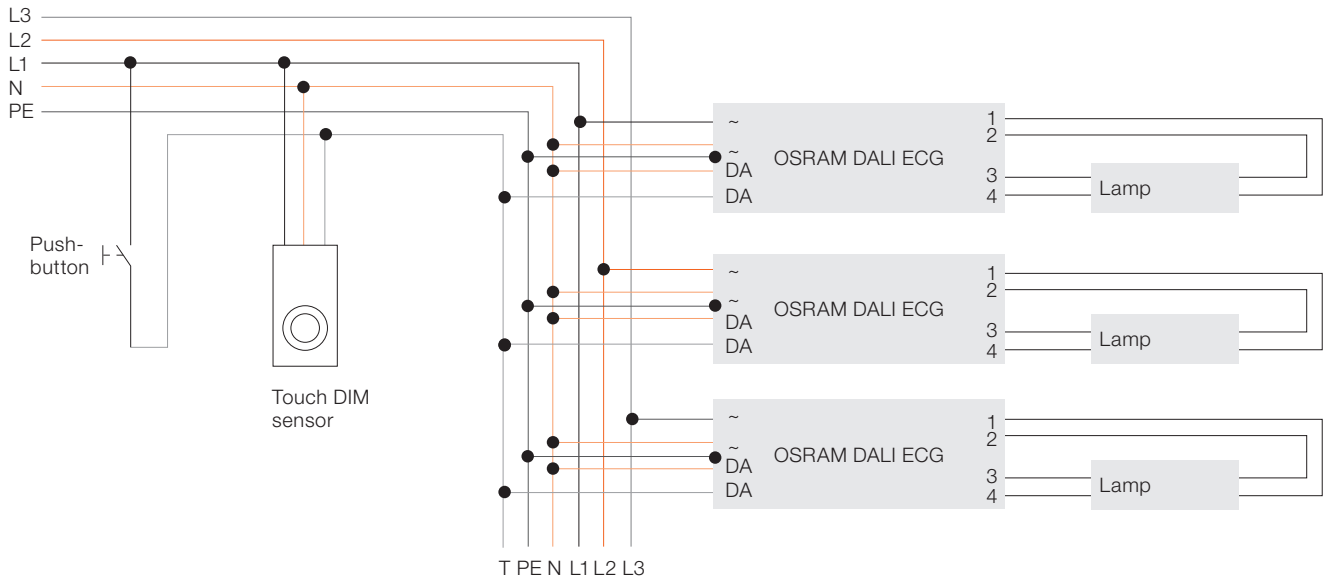 L3
L2
L1
N
PE
Push-
button
Touch DIM
sensor
~
~
DA
DA
OSRAM DALI ECG
1
2
3
4
Lamp
~
~
DA
DA
OSRAM DALI ECG
1
2
3
4
Lamp
~
~
DA
DA
OSRAM DALI ECG
1
2
3
4
Lamp
T PE N L1 L2 L3